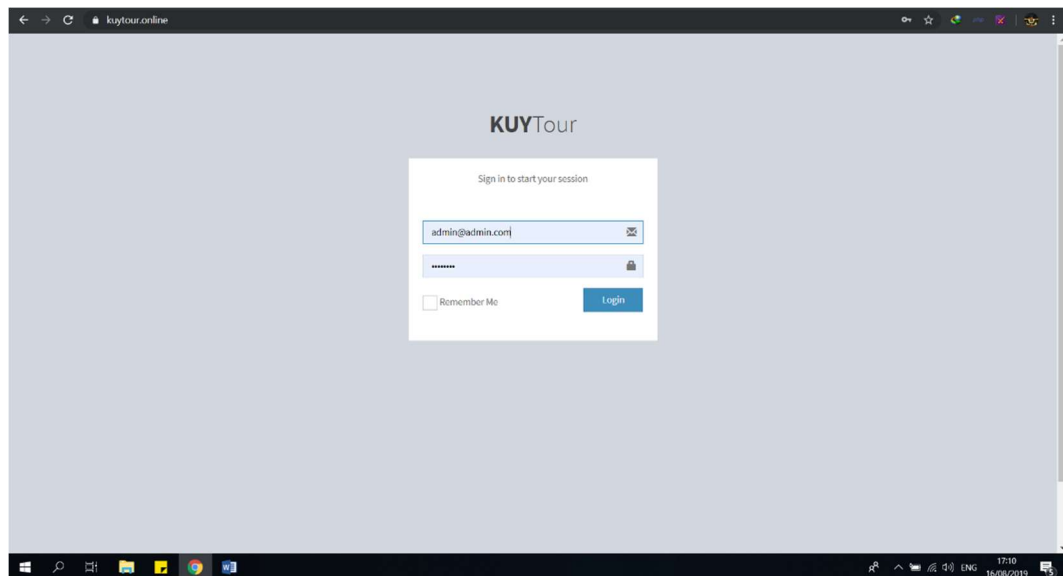 kuytour.online
KUYTour
Sign in to start your session
admin@admin.com
••••••••
Remember Me
Login
ENG
17:10
16/08/2019